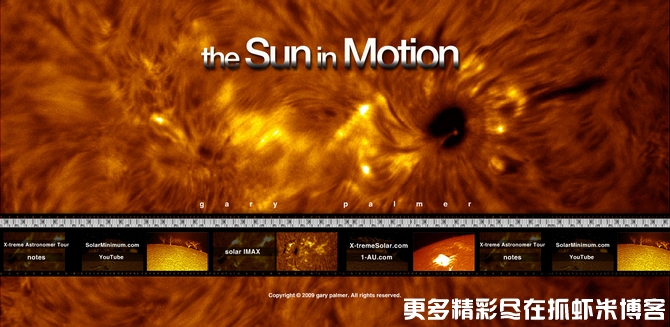 the Sun in Motion
gary palmer
X-treme Astronomer Tour
notes
SolarMinimum.com
YouTube
solar IMAX
X-tremeSolar.com
1-AU.com
X-treme Astronomer Tour
notes
SolarMinimum.com
YouTube
Copyright © 2009 gary palmer. All rights reserved.
更多精彩尽在抓虾米博客